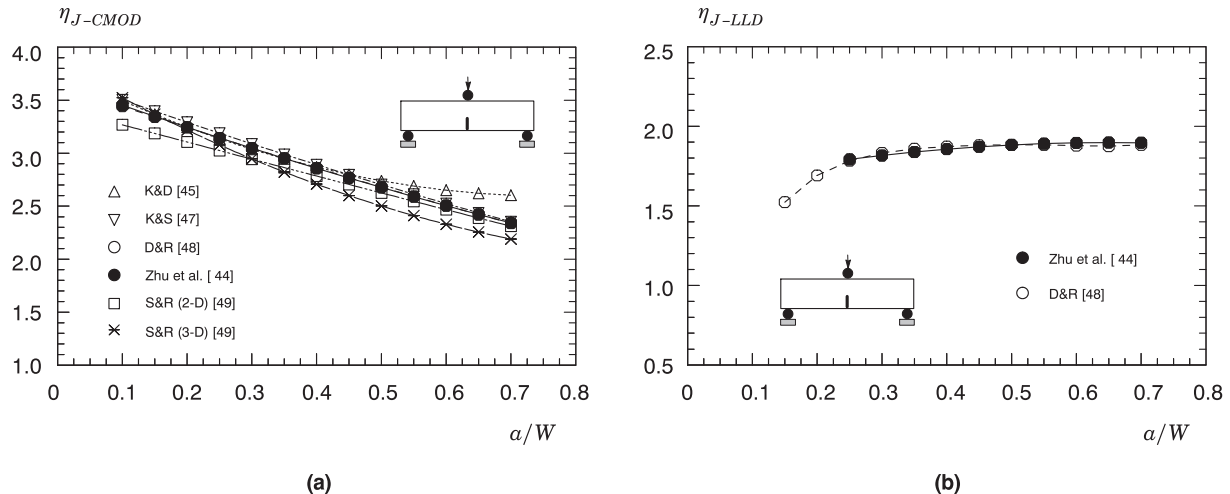 η J-CMOD
4.0
3.5
3.0
2.5
2.0
1.5
1.0
0 0.1 0.2 0.3 0.4 0.5 0.6 0.7 0.8
a/W
K&D [45]
K&S [47]
D&R [48]
Zhu et al. [ 44]
S&R (2-D) [49]
S&R (3-D) [49]
(a)
η J-LLD
2.5
2.0
1.5
1.0
0.5
0 0.1 0.2 0.3 0.4 0.5 0.6 0.7 0.8
a/W
Zhu et al. [ 44]
D&R [48]
(b)